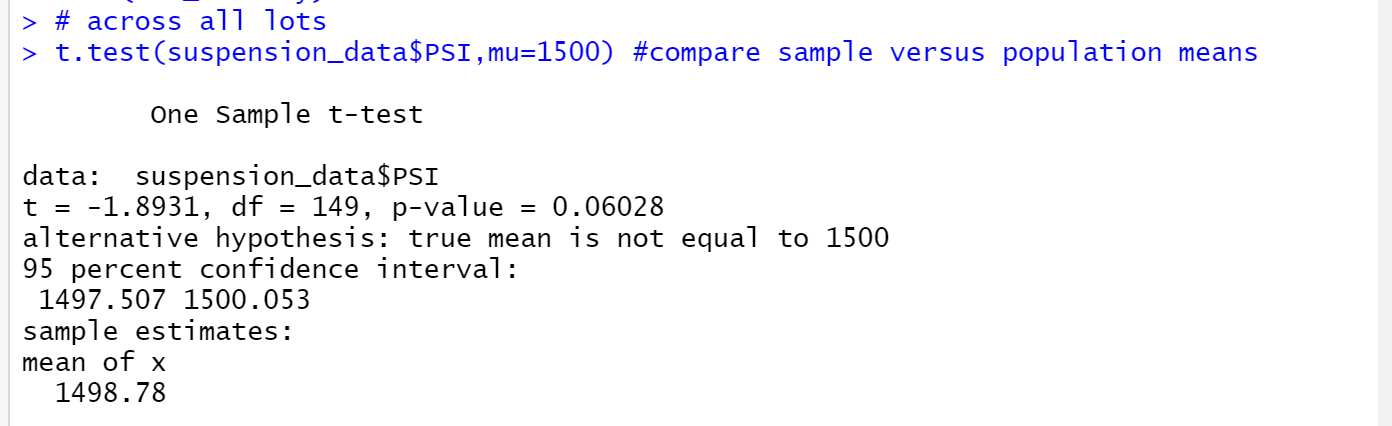 > # across all lots
> t.test(suspension_data$PSI,mu=1500) #compare sample versus population means
One Sample t-test
data:  suspension_data$PSI
t = -1.8931, df = 149, p-value = 0.06028
alternative hypothesis: true mean is not equal to 1500
95 percent confidence interval:
1497.507 1500.053
sample estimates:
mean of x
1498.78